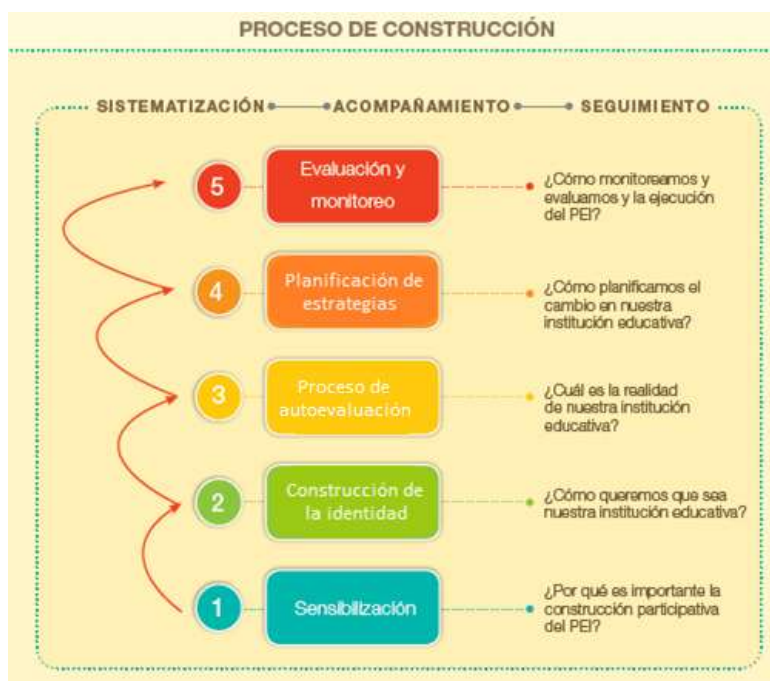 PROCESO DE CONSTRUCCIÓN
SISTEMATIZACIÓN ACOMPAÑAMIENTO SEGUIMIENTO
5
Evaluación y
monitoreo
¿Cómo monitoreamos y
evaluamos y la ejecución
del PEI?
4
Planificación de
estrategias
¿Cómo planificamos el
cambio en nuestra
institución educativa?
3
Proceso de
autoevaluación
¿Cuál es la realidad
de nuestra institución
educativa?
2
Construcción de
la identidad
¿Cómo queremos que sea
nuestra institución educativa?
1
Sensibilización
¿Por qué es importante la
construcción participativa
del PEI?